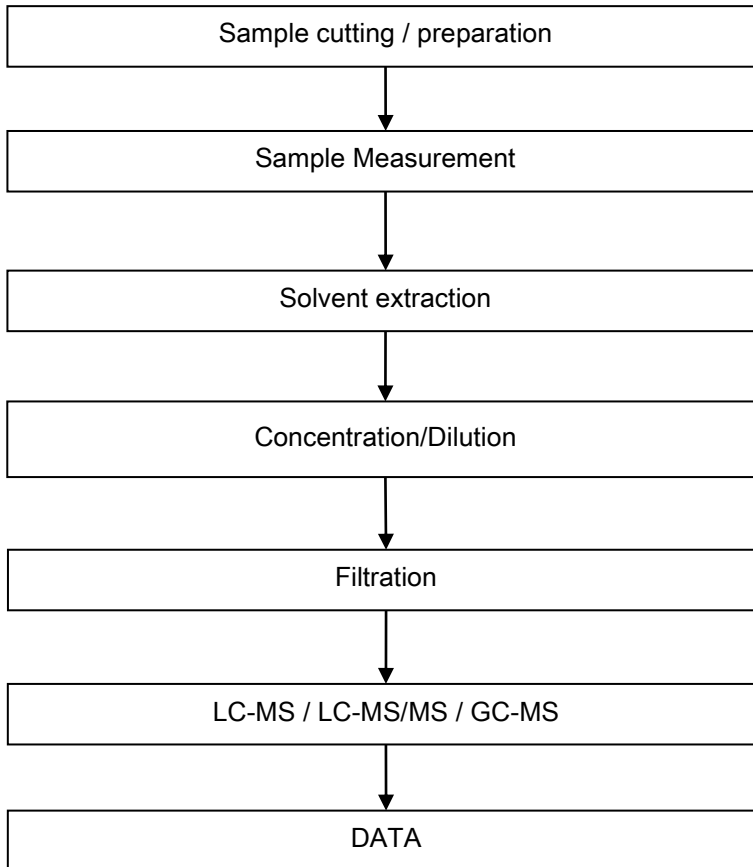 Sample cutting / preparation
Sample Measurement
Solvent extraction
Concentration/Dilution
Filtration
LC-MS / LC-MS/MS / GC-MS
DATA